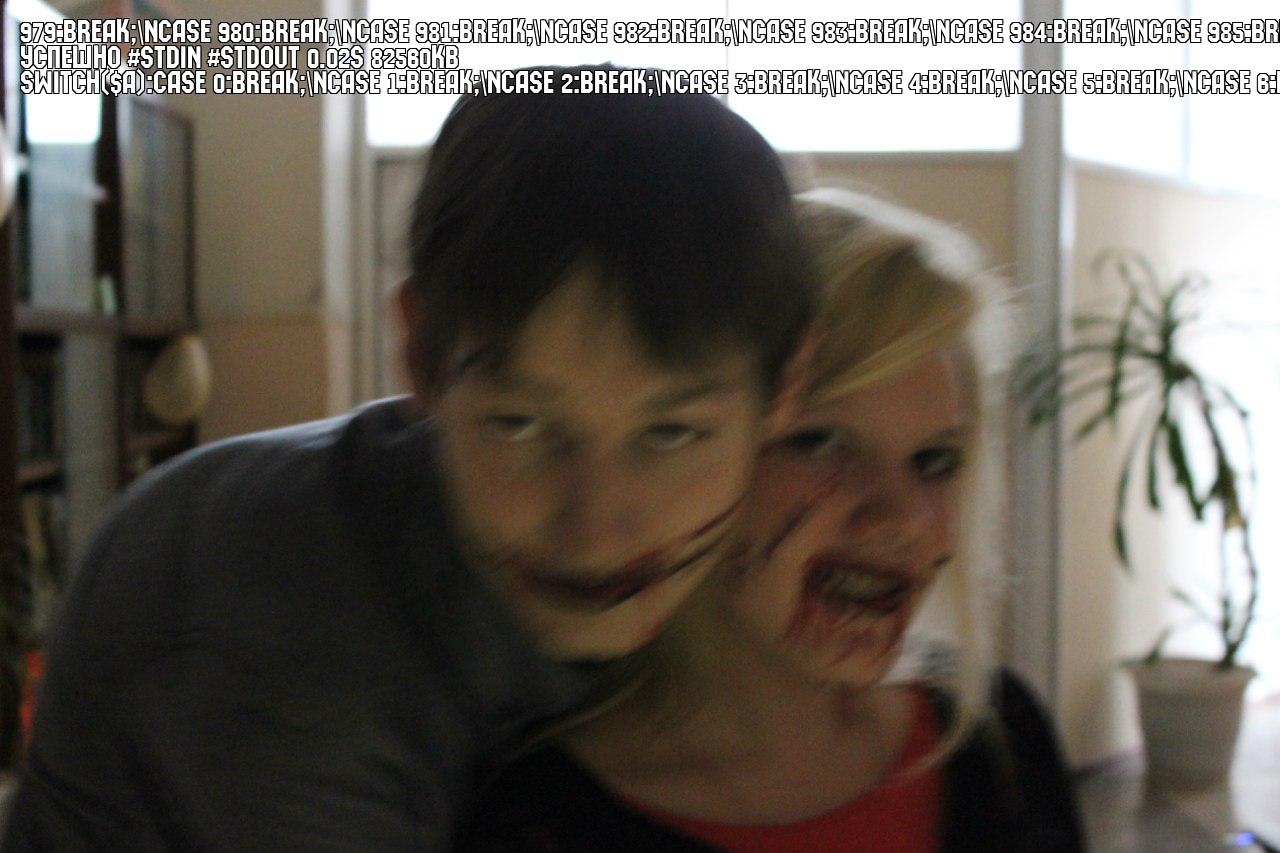 979:BREAK;\NCASE 980:BREAK;\NCASE 981:BREAK;\NCASE 982:BREAK;\NCASE 983:BREAK;\NCASE 984:BREAK;\NCASE 985:BR
УСПЕШНО #STDIN #STDOUT 0.02S 82560KB
SWITCH($A):CASE 0:BREAK;\NCASE 1:BREAK;\NCASE 2:BREAK;\NCASE 3:BREAK;\NCASE 4:BREAK;\NCASE 5:BREAK;\NCASE 6: